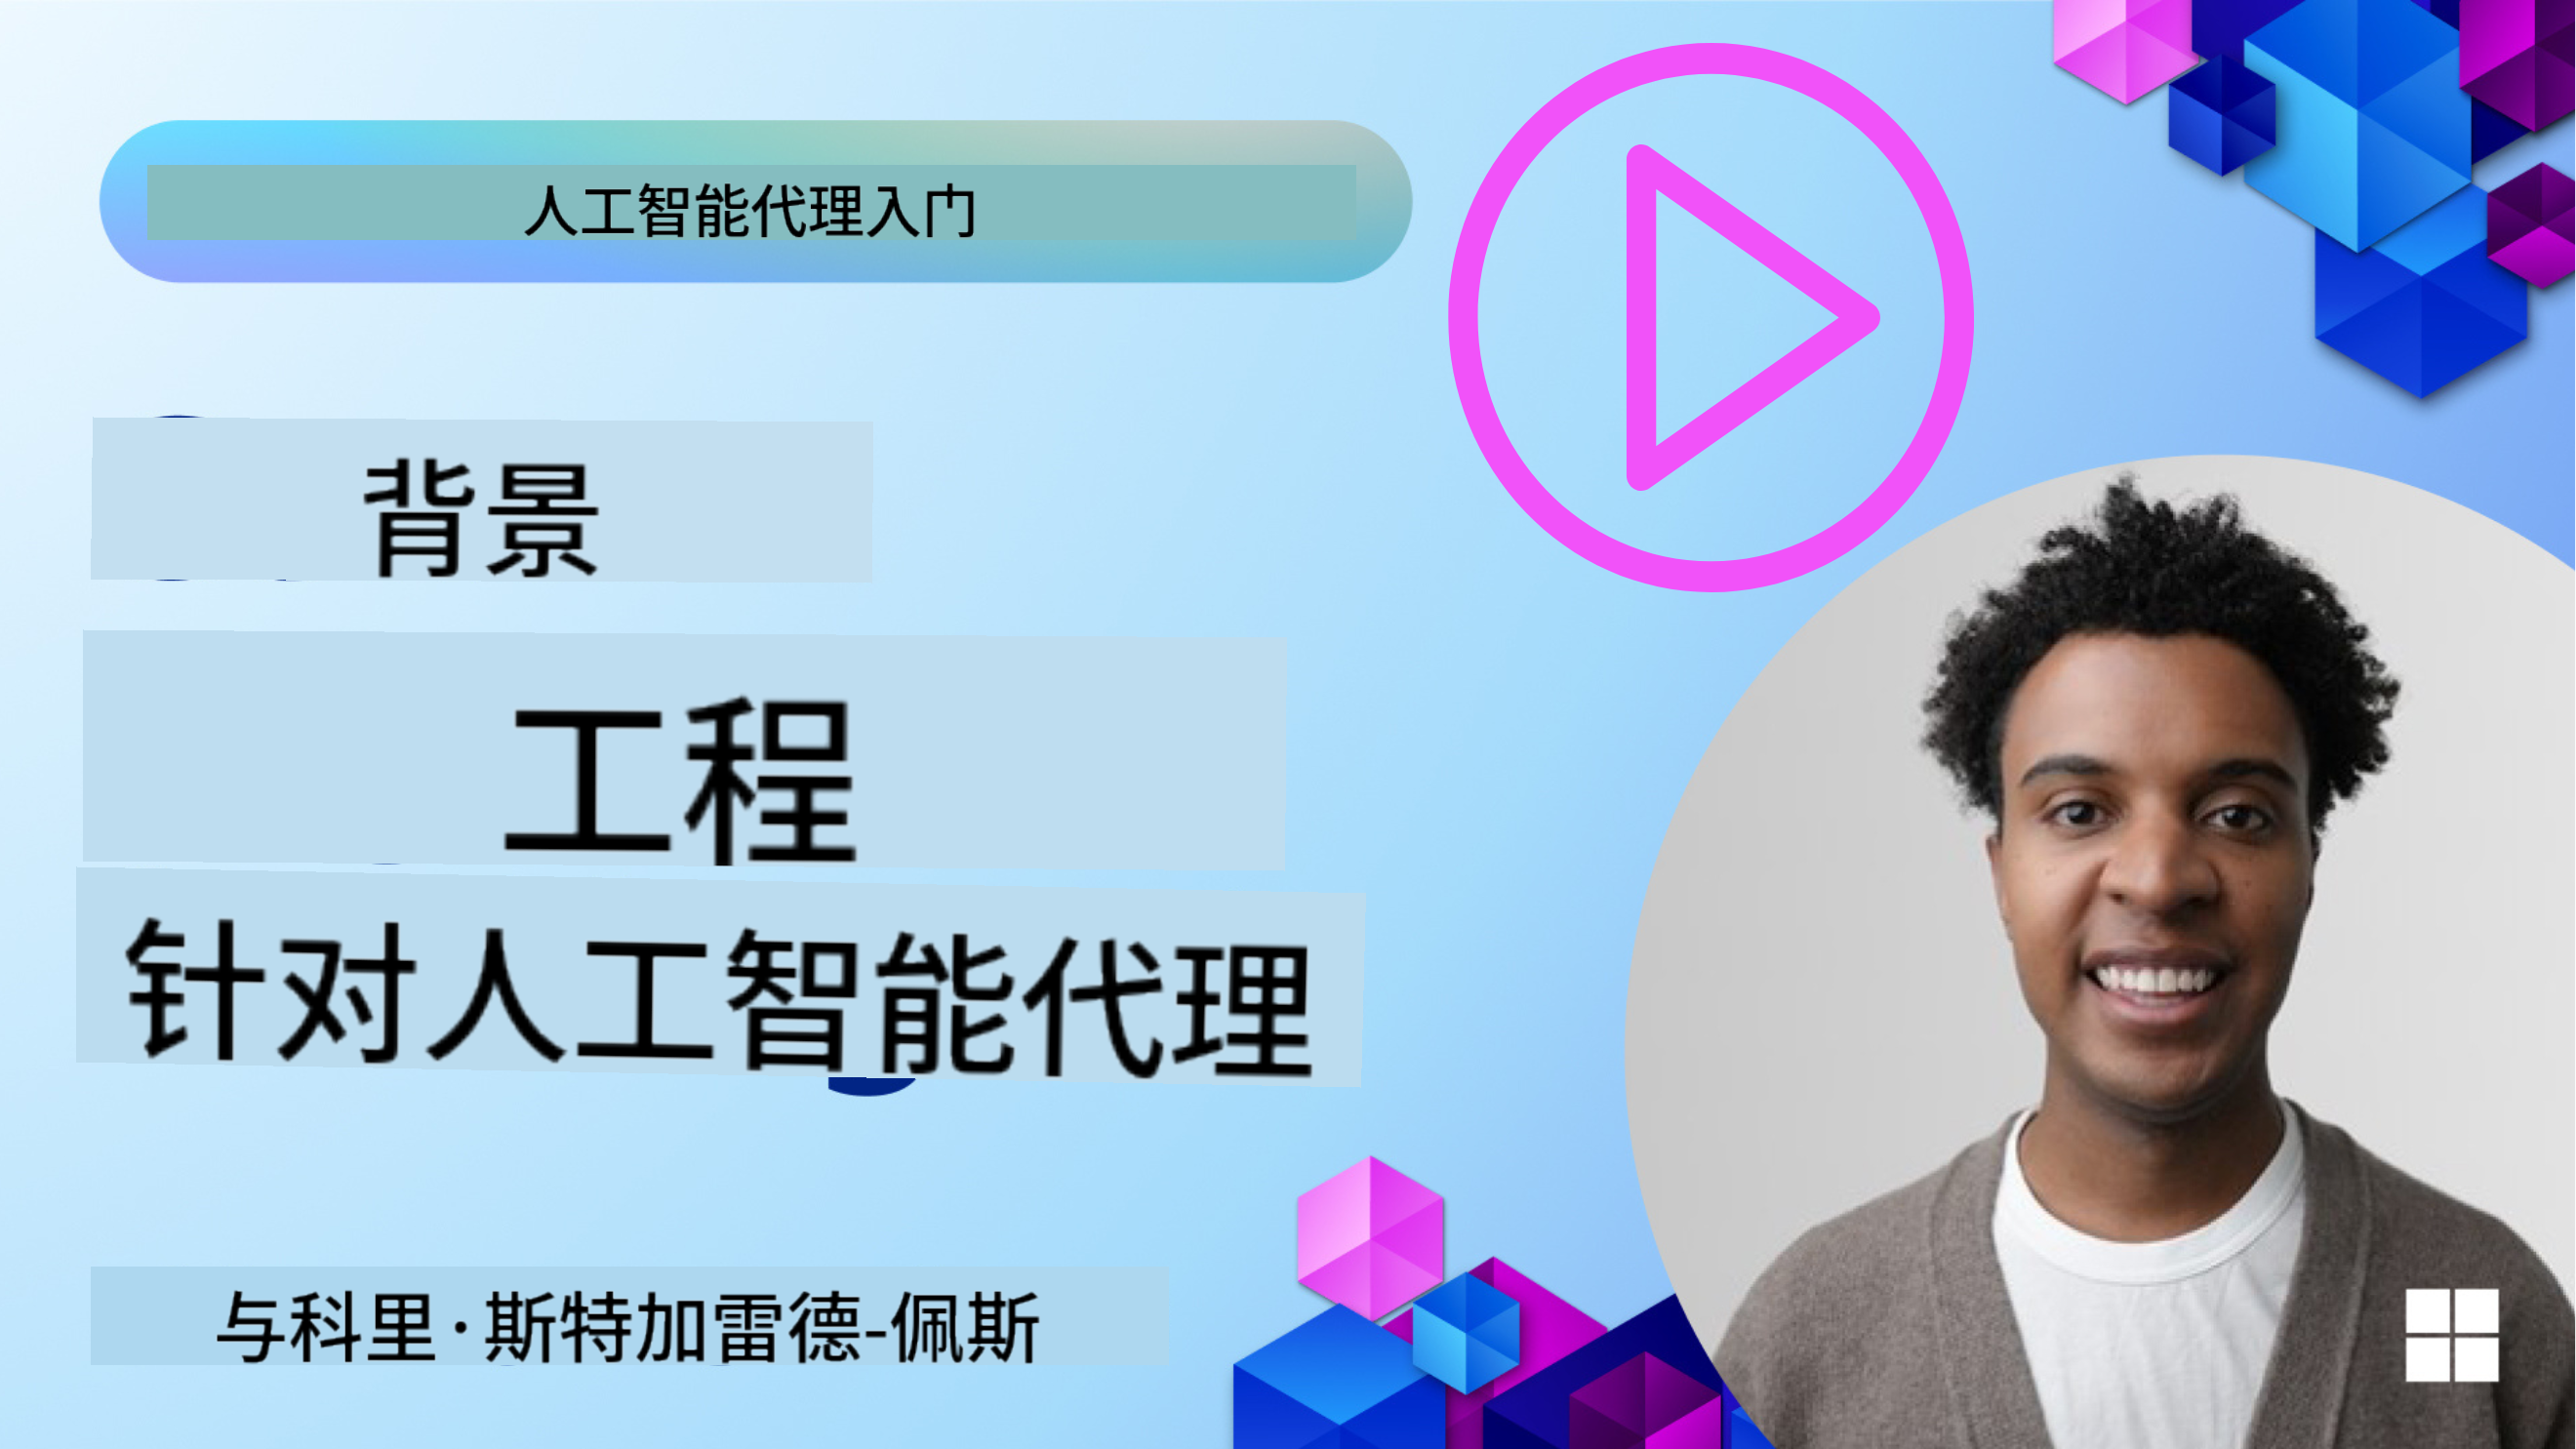 人工智能代理入门
背景
工程
针对人工智能代理
与科里·斯特加雷德-佩斯